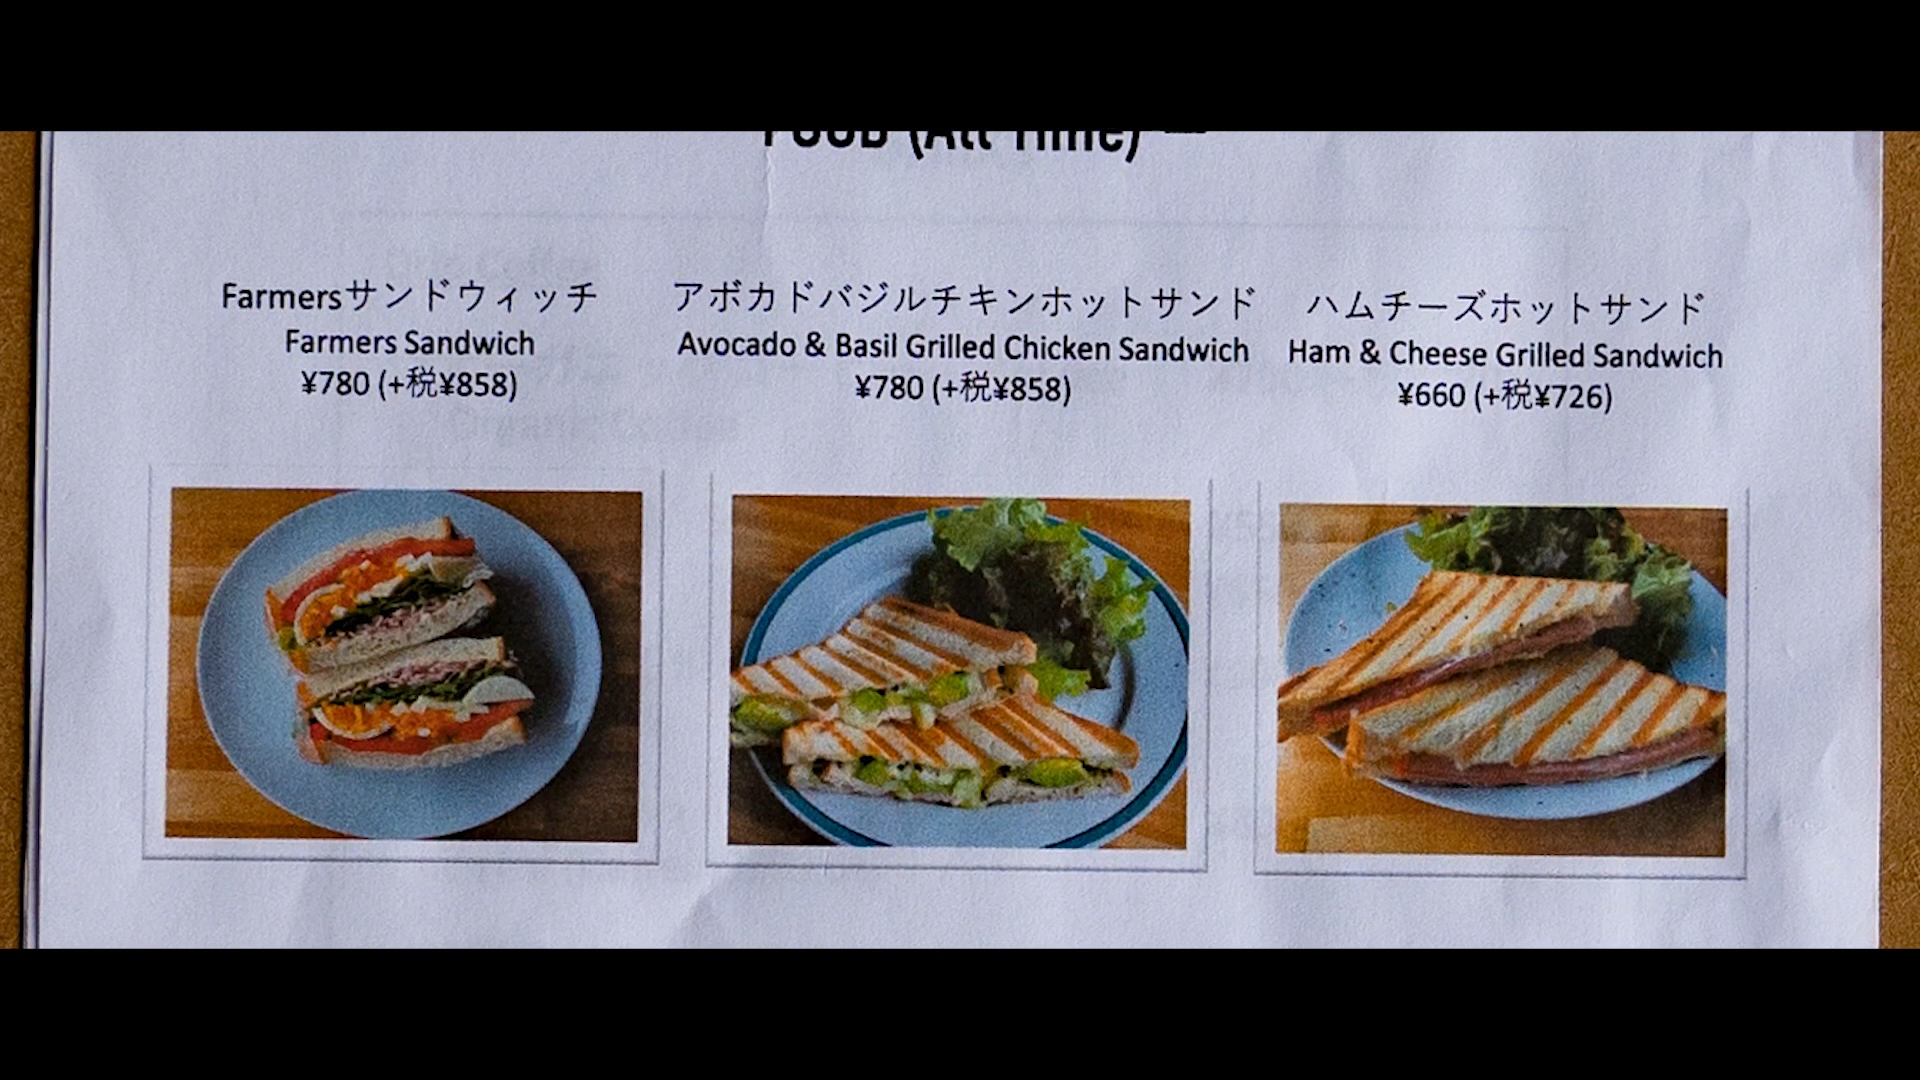 FOOD (All Time)
Farmersサンドウィッチ
Farmers Sandwich
¥780 (+税¥858)
アボカドバジルチキンホットサンド
Avocado & Basil Grilled Chicken Sandwich
¥780 (+税¥858)
ハムチーズホットサンド
Ham & Cheese Grilled Sandwich
¥660 (+税¥726)